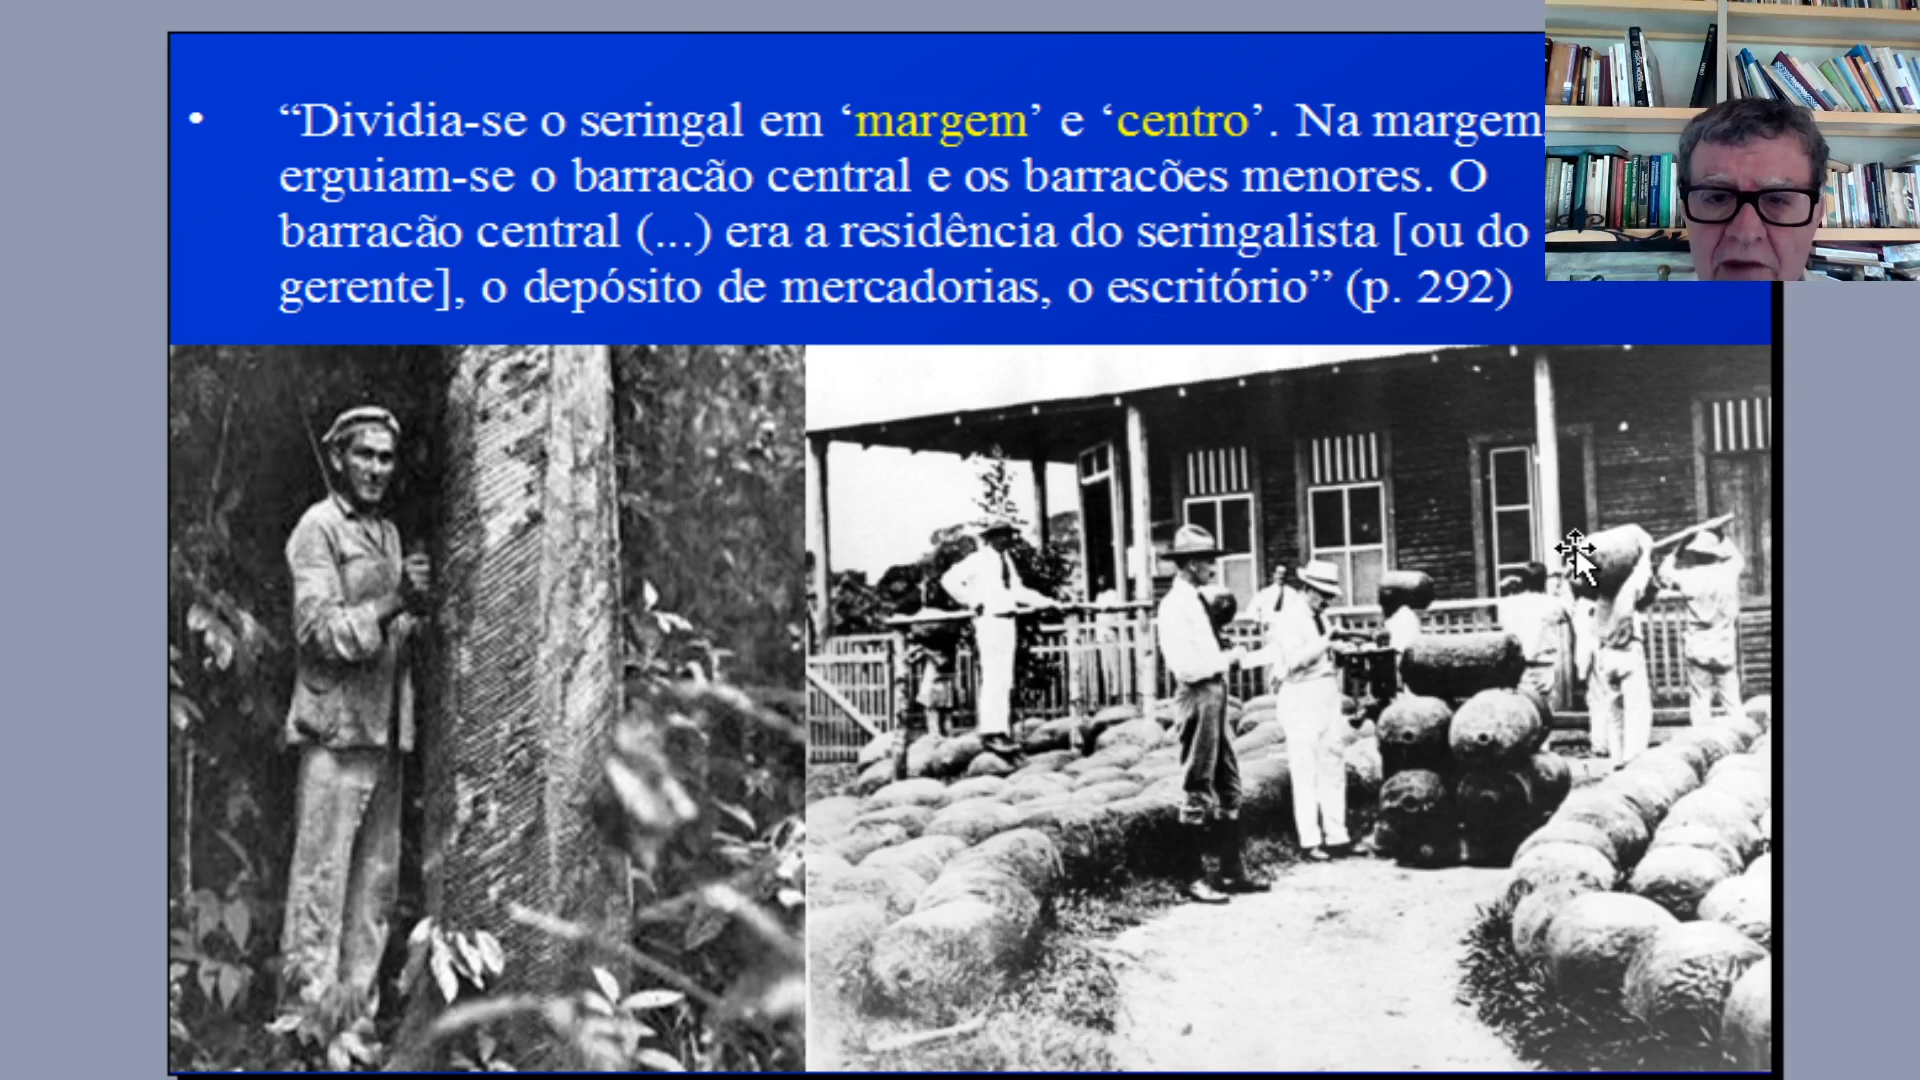 • “Dividia-se o seringal em ‘margem’ e ‘centro’. Na margem
erguiam-se o barracão central e os barracões menores. O
barracão central (...) era a residência do seringalista [ou do
gerente], o depósito de mercadorias, o escritório” (p. 292)